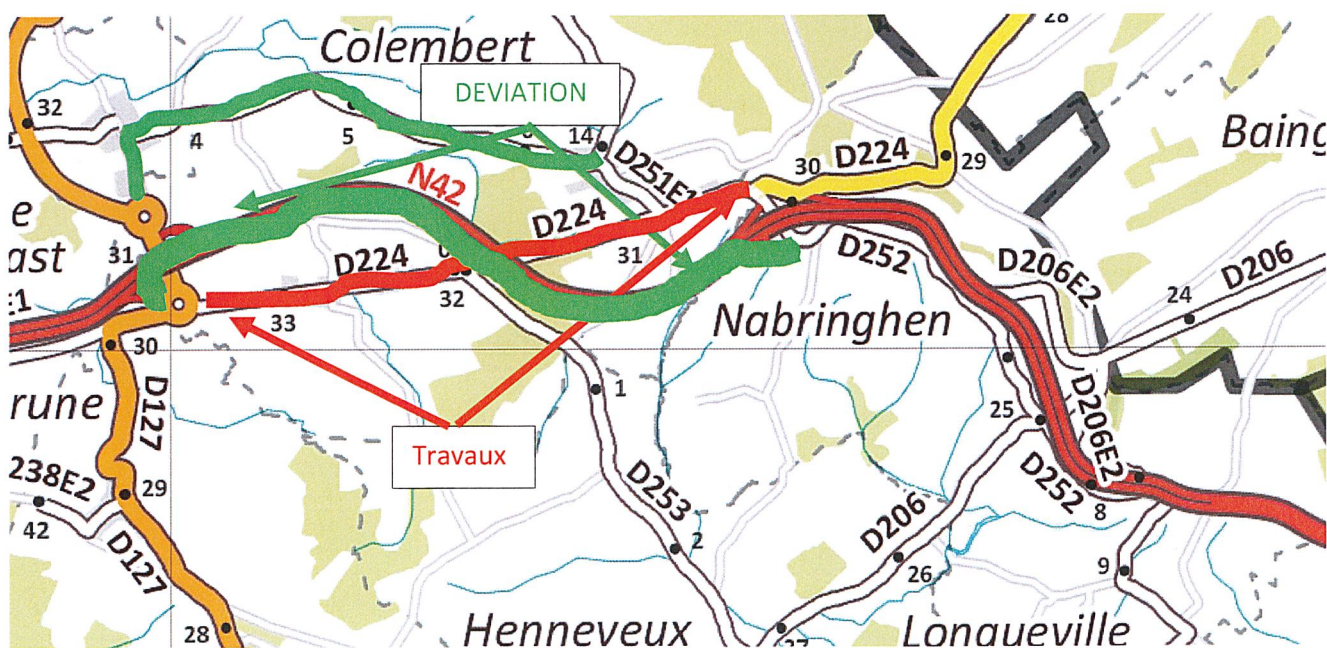 28
Colembert
DEVIATION
32
4
5
14
D251E1
30
D224
29
Baing
N42
e
ast
E1
31
D224
D224
31
D252
D206E2
D206
24
32
33
Nabringhen
30
rune
D127
1
25
D206E2
Travaux
238E2
29
42
D127
D253
D252
8
D206
2
26
9
28
Henneveux
27
Longueville